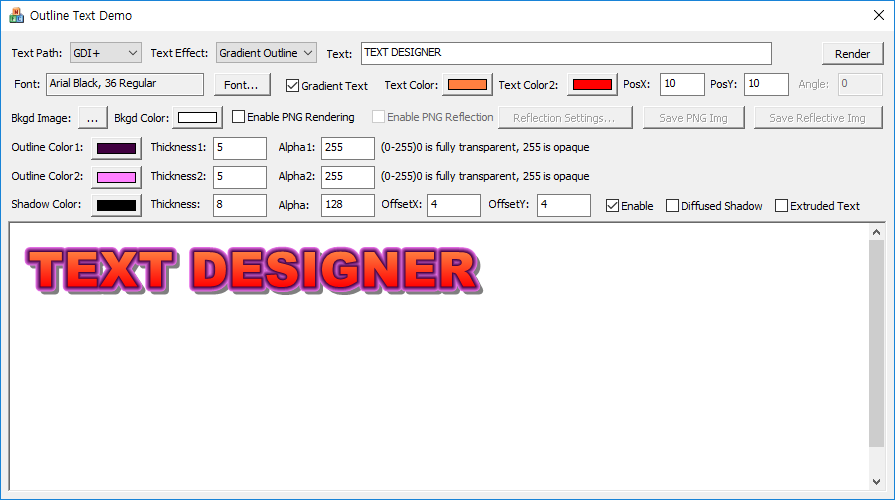 Outline Text Demo
Text Path: GDI+ Text Effect: Gradient Outline Text: TEXT DESIGNER Render
Font: Arial Black, 36 Regular Font... Gradient Text Text Color: Text Color2: PosX: 10 PosY: 10 Angle: 0
Bkgd Image: ... Bkgd Color: Enable PNG Rendering Enable PNG Reflection Reflection Settings... Save PNG Img Save Reflective Img
Outline Color1: Thickness1: 5 Alpha1: 255 (0-255)0 is fully transparent, 255 is opaque
Outline Color2: Thickness2: 5 Alpha2: 255 (0-255)0 is fully transparent, 255 is opaque
Shadow Color: Thickness: 8 Alpha: 128 OffsetX: 4 OffsetY: 4 Enable Diffused Shadow Extruded Text
TEXT DESIGNER